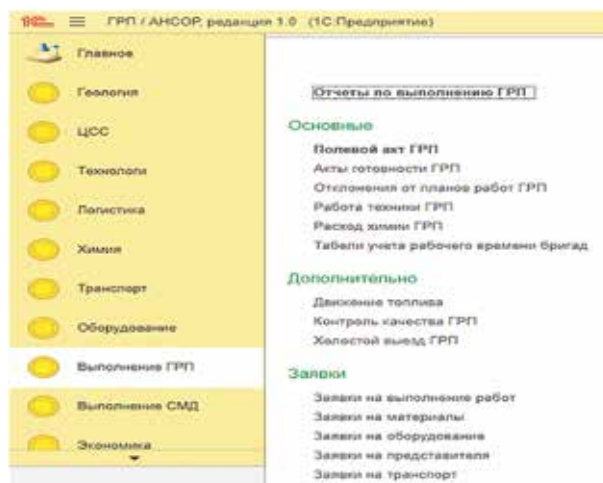 ГРП / АНСОР, редакция 1.0 (1С:Предприятие)
Главное
Геология
ЦСС
Технологи
Логистика
Химия
Транспорт
Оборудование
Выполнение ГРП
Выполнение СМД
Экономика
Отчеты по выполнению ГРП
Основные
Полевой акт ГРП
Акты готовности ГРП
Отклонения от планов работ ГРП
Работа техники ГРП
Расход химии ГРП
Табели учета рабочего времени бригад
Дополнительно
Движение топлива
Контроль качества ГРП
Холостой выезд ГРП
Заявки
Заявки на выполнение работ
Заявки на материалы
Заявки на оборудование
Заявки на представителя
Заявки на транспорт